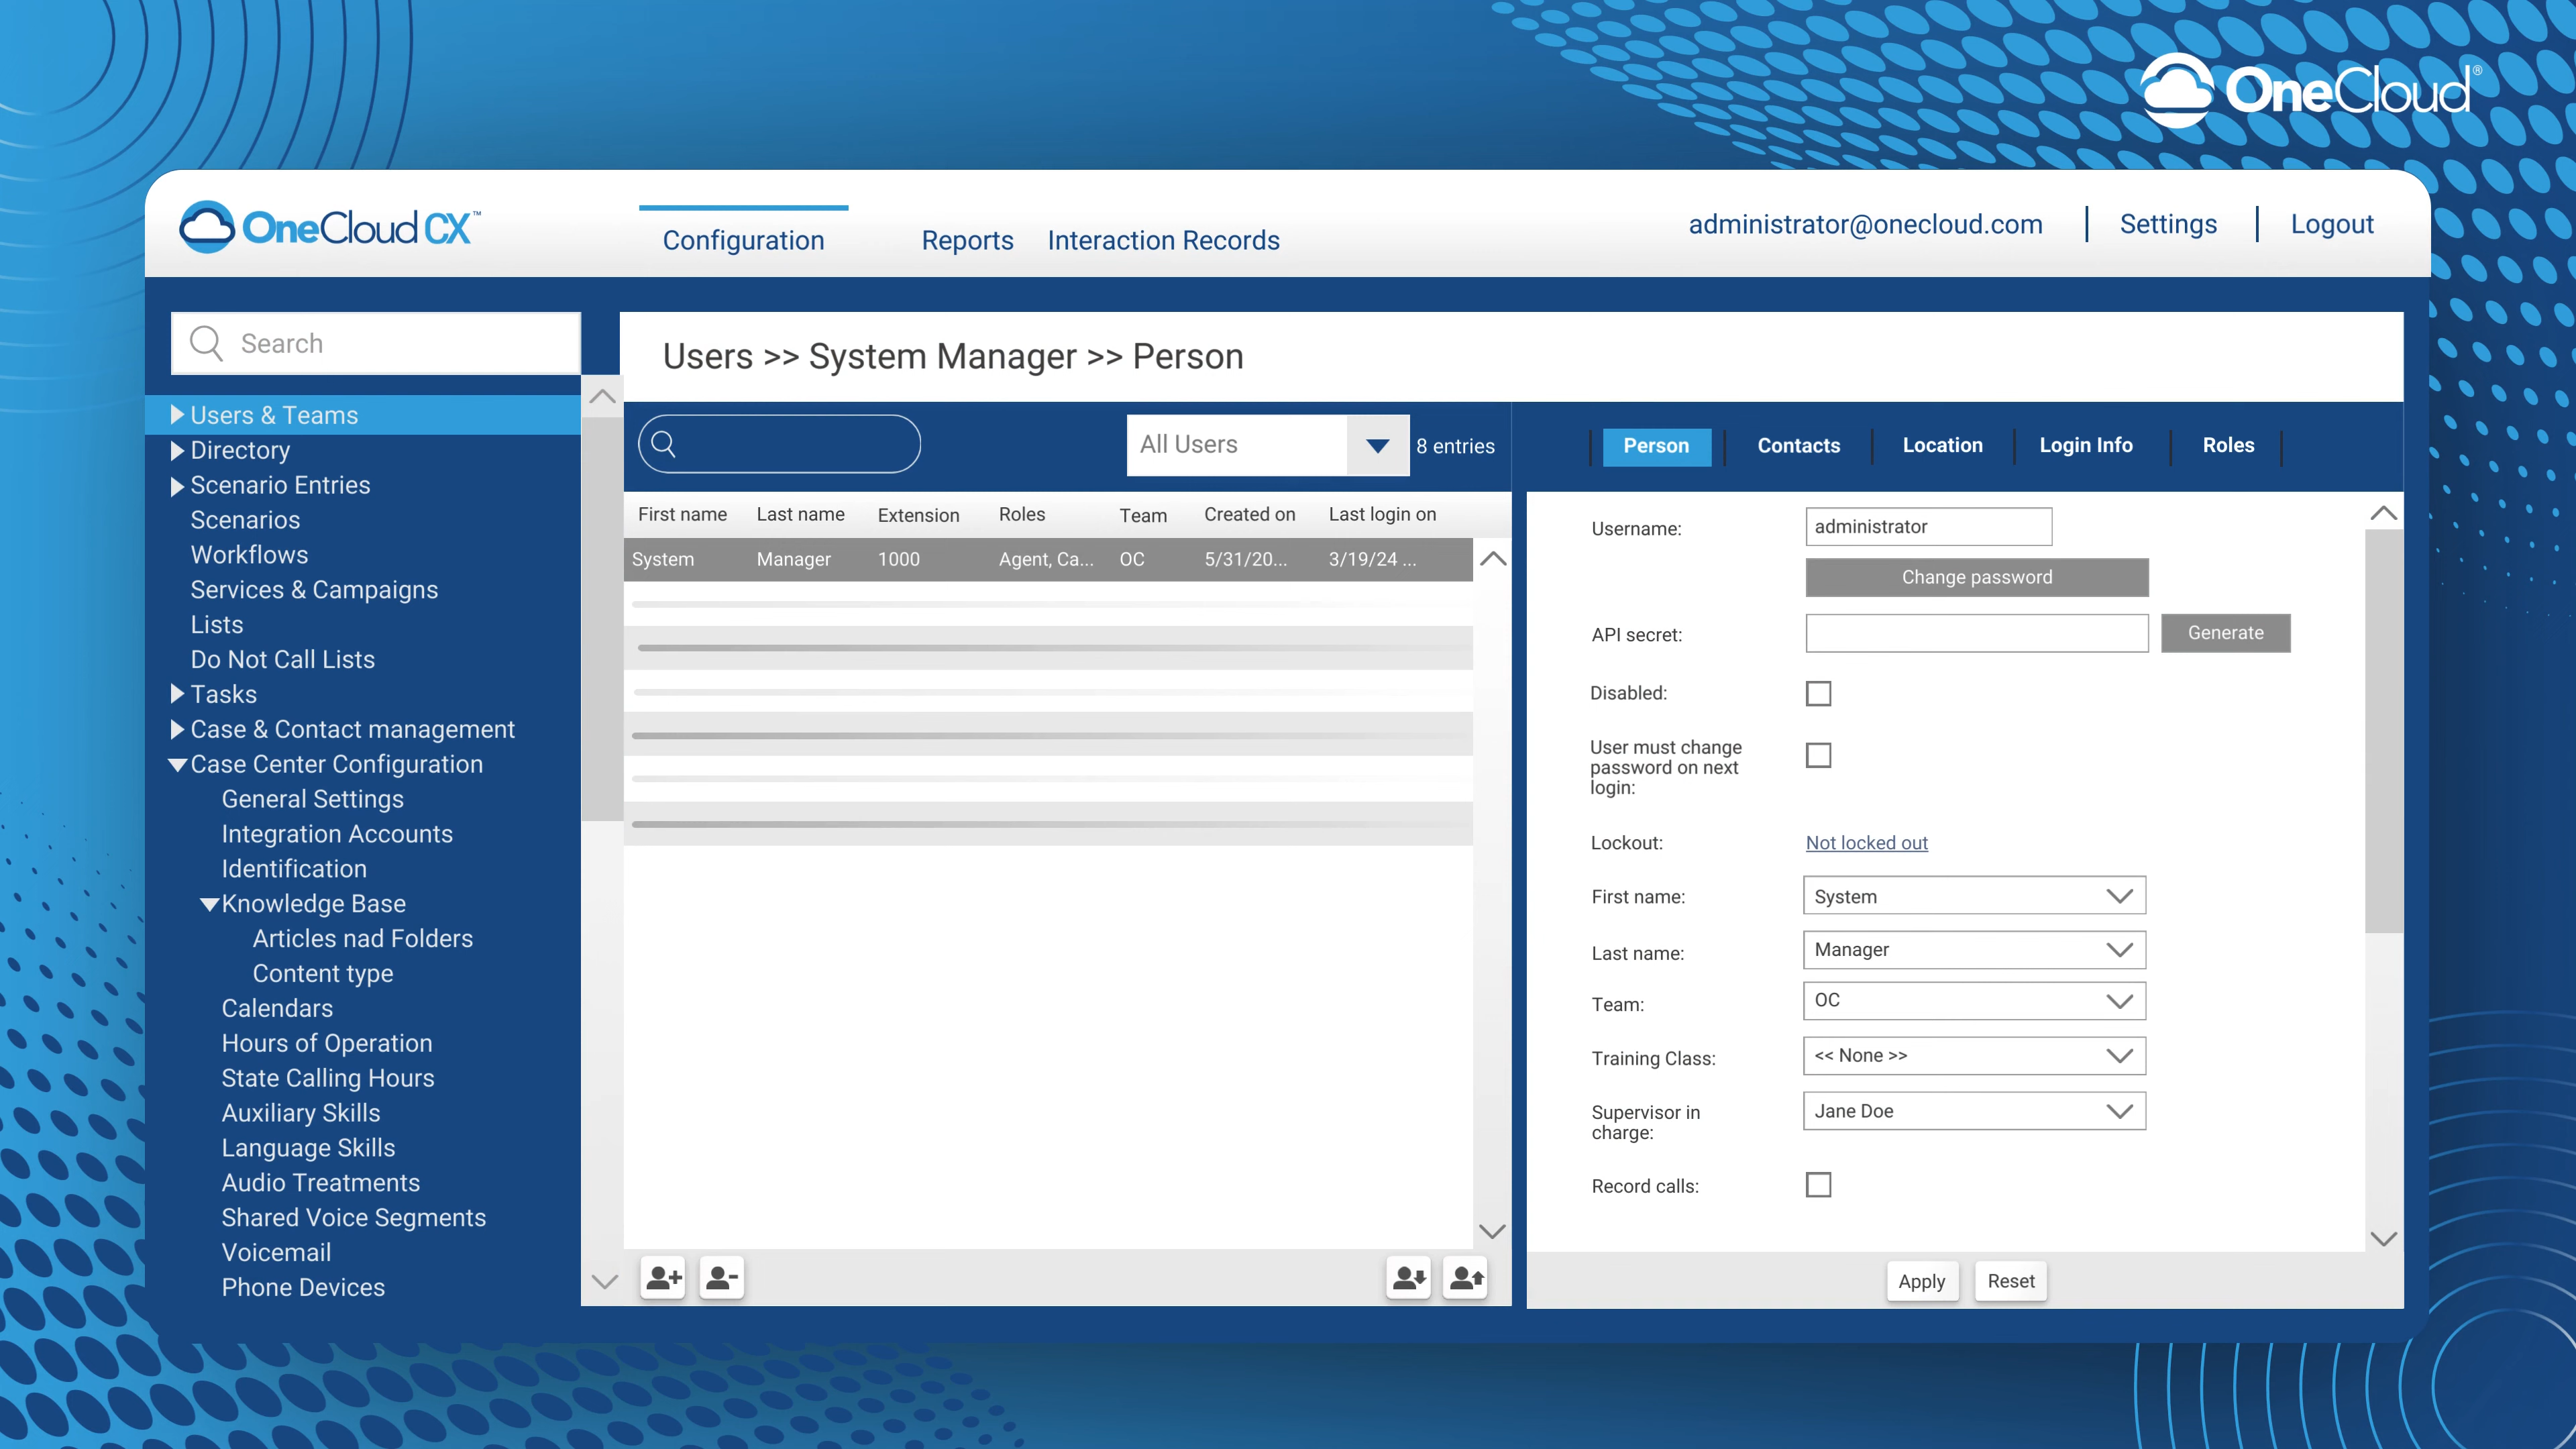 OneCloud®
OneCloud CX™
Configuration
Reports
Interaction Records
administrator@onecloud.com
Settings
Logout
Search
Users & Teams
Directory
Scenario Entries
Scenarios
Workflows
Services & Campaigns
Lists
Do Not Call Lists
Tasks
Case & Contact management
Case Center Configuration
General Settings
Integration Accounts
Identification
Knowledge Base
Articles nad Folders
Content type
Calendars
Hours of Operation
State Calling Hours
Auxiliary Skills
Language Skills
Audio Treatments
Shared Voice Segments
Voicemail
Phone Devices
Users >> System Manager >> Person
All Users
8 entries
First name Last name Extension Roles Team Created on Last login on
System Manager 1000 Agent, Ca... OC 5/31/20... 3/19/24 ...
Person
Contacts
Location
Login Info
Roles
Username: administrator
Change password
API secret: Generate
Disabled:
User must change
password on next
login:
Lockout: Not locked out
First name: System
Last name: Manager
Team: OC
Training Class: << None >>
Supervisor in
charge: Jane Doe
Record calls:
Apply
Reset